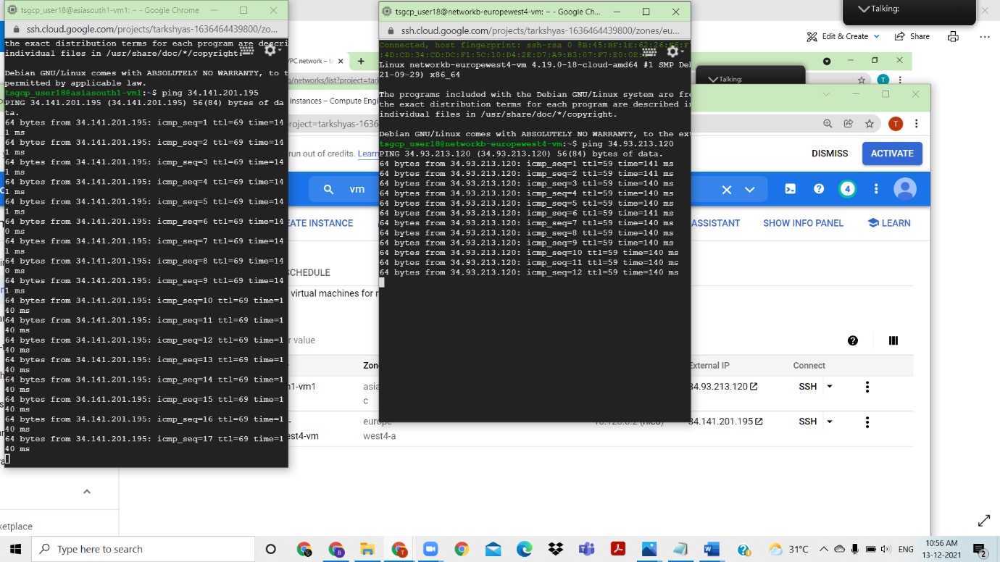 tsgcp_user18@asiasouth1-vm1: ~ - Google Chrome
ssh.cloud.google.com/projects/tarkshyas-1636464439800/zo...
the exact distribution terms for each program are descri
individual files in /usr/share/doc/*/copyright.
Debian GNU/Linux comes with ABSOLUTELY NO WARRANTY, to t
permitted by applicable law.
tsgcp_user18@asiasouth1-vm1:~$ ping 34.141.201.195
PING 34.141.201.195 (34.141.201.195) 56(84) bytes of da
ta.
64 bytes from 34.141.201.195: icmp_seq=1 ttl=69 time=14
1 ms
64 bytes from 34.141.201.195: icmp_seq=2 ttl=69 time=14
1 ms
64 bytes from 34.141.201.195: icmp_seq=3 ttl=69 time=14
1 ms
64 bytes from 34.141.201.195: icmp_seq=4 ttl=69 time=14
1 ms
64 bytes from 34.141.201.195: icmp_seq=5 ttl=69 time=14
1 ms
64 bytes from 34.141.201.195: icmp_seq=6 ttl=69 time=14
0 ms
64 bytes from 34.141.201.195: icmp_seq=7 ttl=69 time=14
1 ms
64 bytes from 34.141.201.195: icmp_seq=8 ttl=69 time=14
0 ms
64 bytes from 34.141.201.195: icmp_seq=9 ttl=69 time=14
1 ms
64 bytes from 34.141.201.195: icmp_seq=10 ttl=69 time=1
40 ms
64 bytes from 34.141.201.195: icmp_seq=11 ttl=69 time=1
40 ms
64 bytes from 34.141.201.195: icmp_seq=12 ttl=69 time=1
40 ms
64 bytes from 34.141.201.195: icmp_seq=13 ttl=69 time=1
40 ms
64 bytes from 34.141.201.195: icmp_seq=14 ttl=69 time=1
40 ms
64 bytes from 34.141.201.195: icmp_seq=15 ttl=69 time=1
40 ms
64 bytes from 34.141.201.195: icmp_seq=16 ttl=69 time=1
40 ms
64 bytes from 34.141.201.195: icmp_seq=17 ttl=69 time=1
40 ms
tsgcp_user18@networkb-europewest4-vm: ~ - Google Ch...
ssh.cloud.google.com/projects/tarkshyas-1636464439800/zones/eu...
Connected, host fingerprint: ssh-rsa 0
:4D:CD:34:CD:DC:F1:5C:10:D4:2E:D7:A9:B3:07:F7:E0:0E
Linux networkb-europewest4-vm 4.19.0-18-cloud-amd64 #1 SMP De
21-09-29) x86_64
The programs included with the Debian GNU/Linux system are fre
the exact distribution terms for each program are described in
individual files in /usr/share/doc/*/copyright.
Debian GNU/Linux comes with ABSOLUTELY NO WARRANTY, to the ext
tsgcp_user18@networkb-europewest4-vm:~$ ping 34.93.213.120
PING 34.93.213.120 (34.93.213.120) 56(84) bytes of data.
64 bytes from 34.93.213.120: icmp_seq=1 ttl=59 time=141 ms
64 bytes from 34.93.213.120: icmp_seq=2 ttl=59 time=141 ms
64 bytes from 34.93.213.120: icmp_seq=3 ttl=59 time=140 ms
64 bytes from 34.93.213.120: icmp_seq=4 ttl=59 time=140 ms
64 bytes from 34.93.213.120: icmp_seq=5 ttl=59 time=140 ms
64 bytes from 34.93.213.120: icmp_seq=6 ttl=59 time=141 ms
64 bytes from 34.93.213.120: icmp_seq=7 ttl=59 time=140 ms
64 bytes from 34.93.213.120: icmp_seq=8 ttl=59 time=140 ms
64 bytes from 34.93.213.120: icmp_seq=9 ttl=59 time=140 ms
64 bytes from 34.93.213.120: icmp_seq=10 ttl=59 time=140 ms
64 bytes from 34.93.213.120: icmp_seq=11 ttl=59 time=140 ms
64 bytes from 34.93.213.120: icmp_seq=12 ttl=59 time=140 ms
Talking:
Edit & Create
Share
PC network – ta
g/networks/list?project=tar
Talking:
instances – Compute Engi
roject=tarkshyas-1636
T
run out of credits. Learn
DISMISS
ACTIVATE
vm
4
EATE INSTANCE
ASSISTANT
SHOW INFO PANEL
LEARN
SCHEDULE
virtual machines for
r value
Zon
External IP
Connect
n1-vm1
asia
c
34.93.213.120
SSH
europe-
west4-a
est4-vm
34.141.201.195
SSH
ketplace
Type here to search
31°C
ENG
10:56 AM
13-12-2021
2